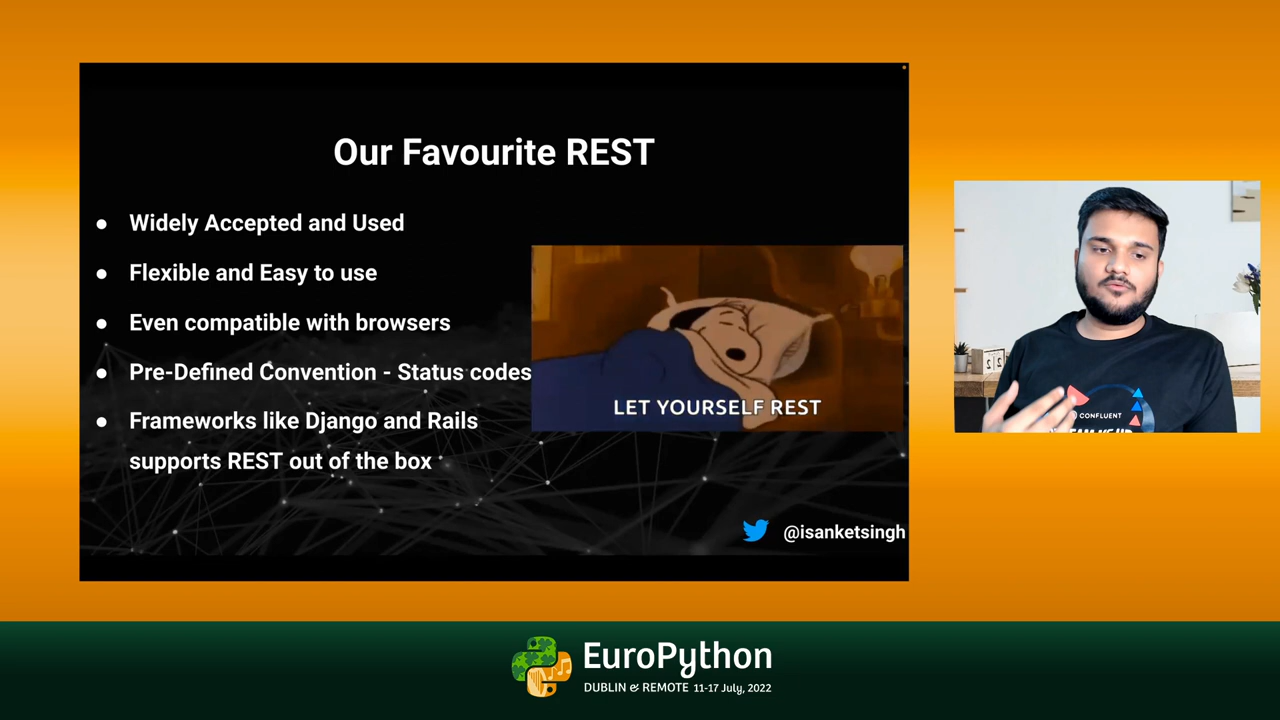 Our Favourite REST
● Widely Accepted and Used
● Flexible and Easy to use
● Even compatible with browsers
● Pre-Defined Convention - Status codes
● Frameworks like Django and Rails
supports REST out of the box
LET YOURSELF REST
@isanketsingh
CONFLUENT
EuroPython
DUBLIN & REMOTE 11-17 July, 2022